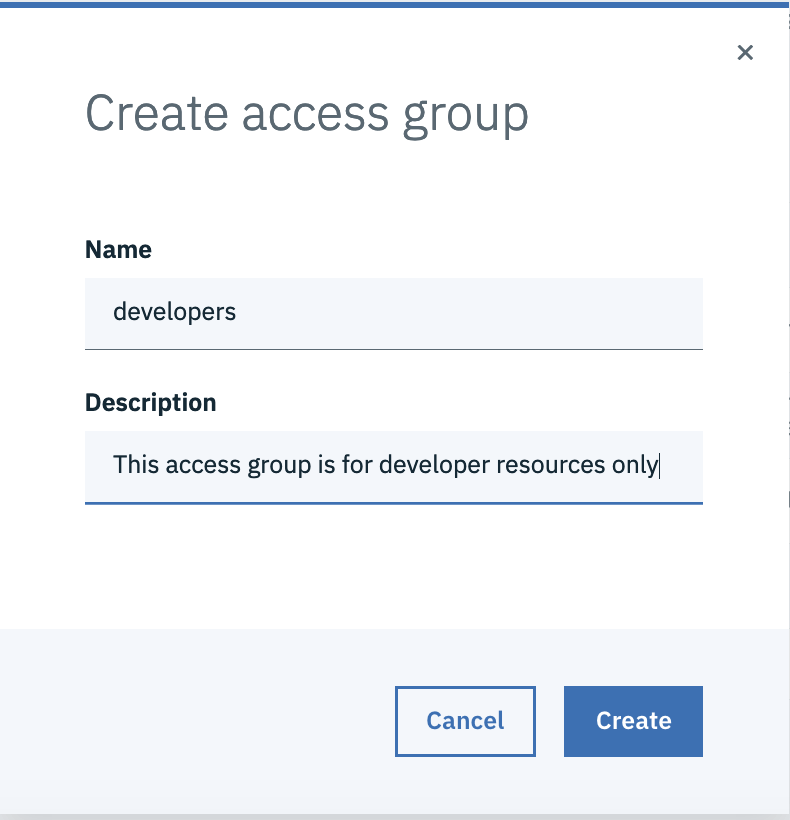 Create access group
Name
developers
Description
This access group is for developer resources only
Cancel
Create